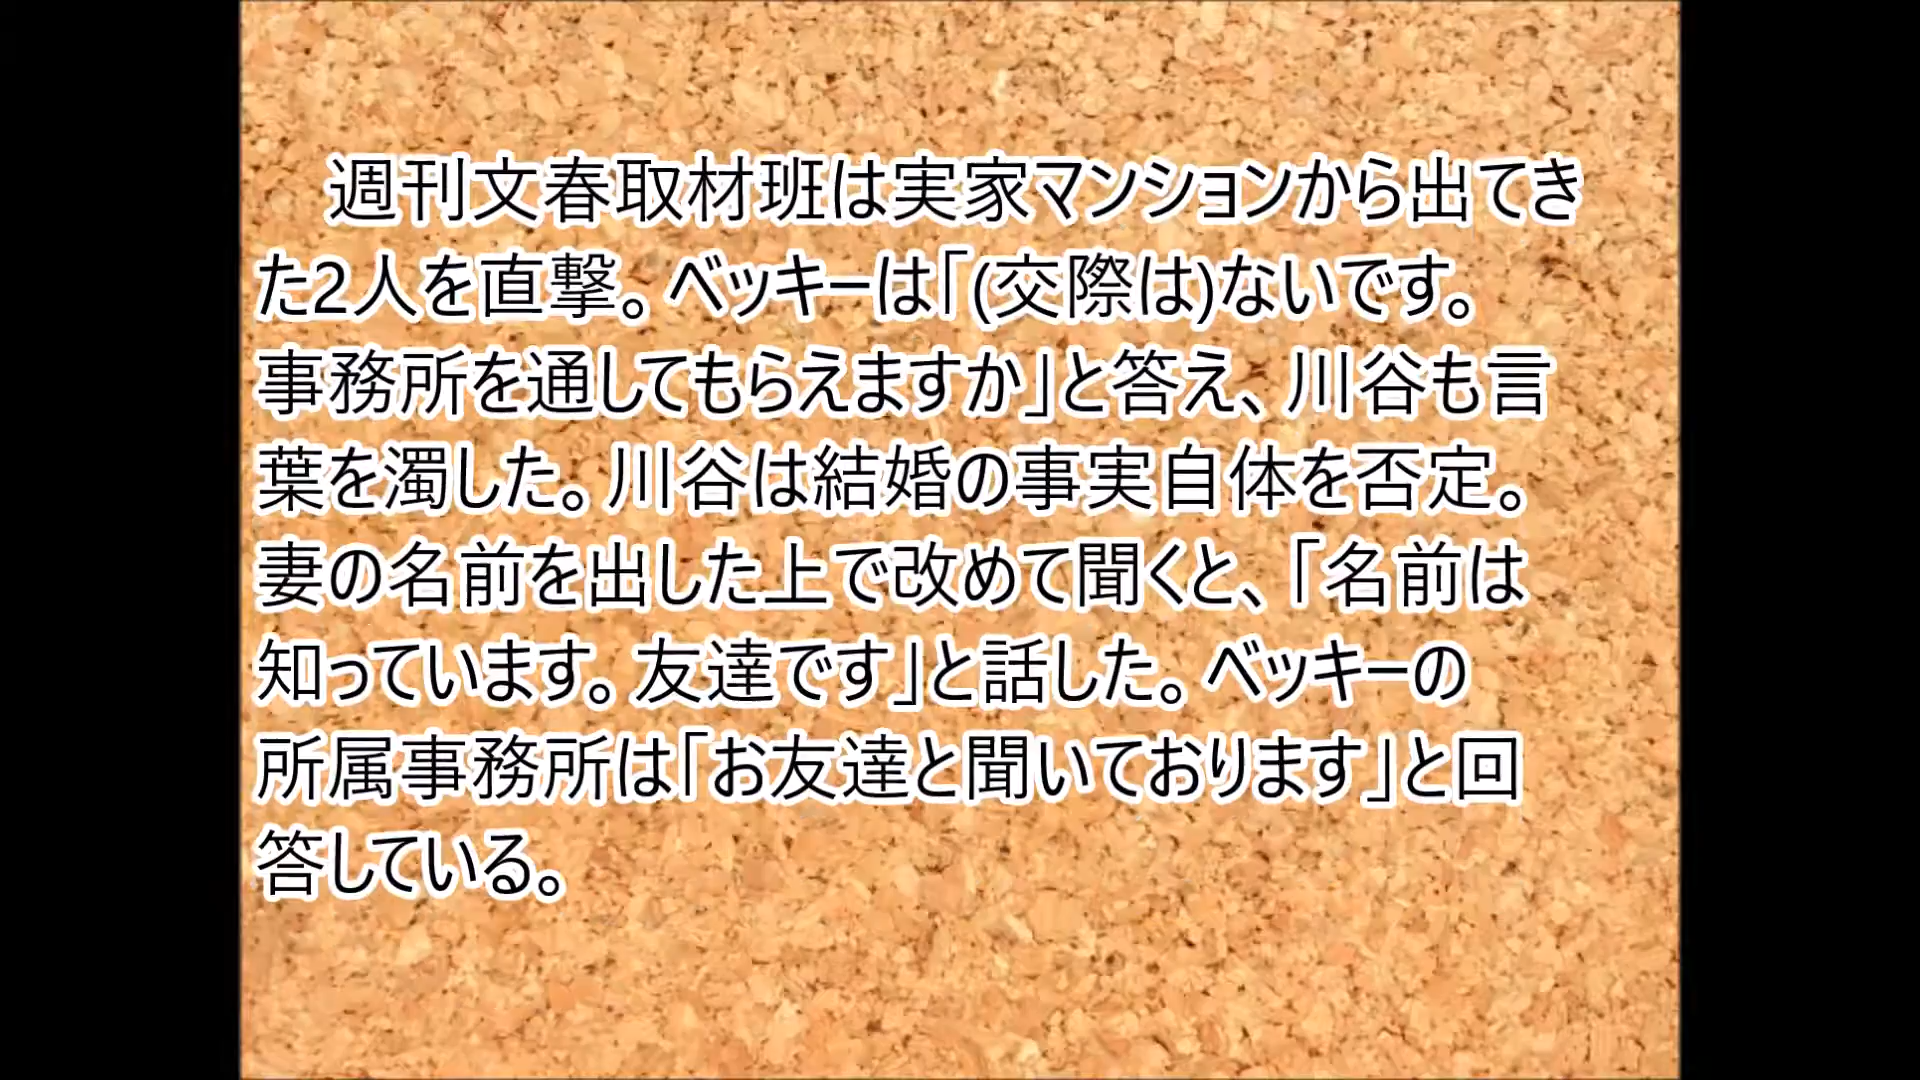 週刊文春取材班は実家マンションから出てき
た2人を直撃。ベッキーは「(交際は)ないです。
事務所を通してもらえますか」と答え、川谷も言
葉を濁した。川谷は結婚の事実自体を否定。
妻の名前を出した上で改めて聞くと、「名前は
知っています。友達です」と話した。ベッキーの
所属事務所は「お友達と聞いております」と回
答している。